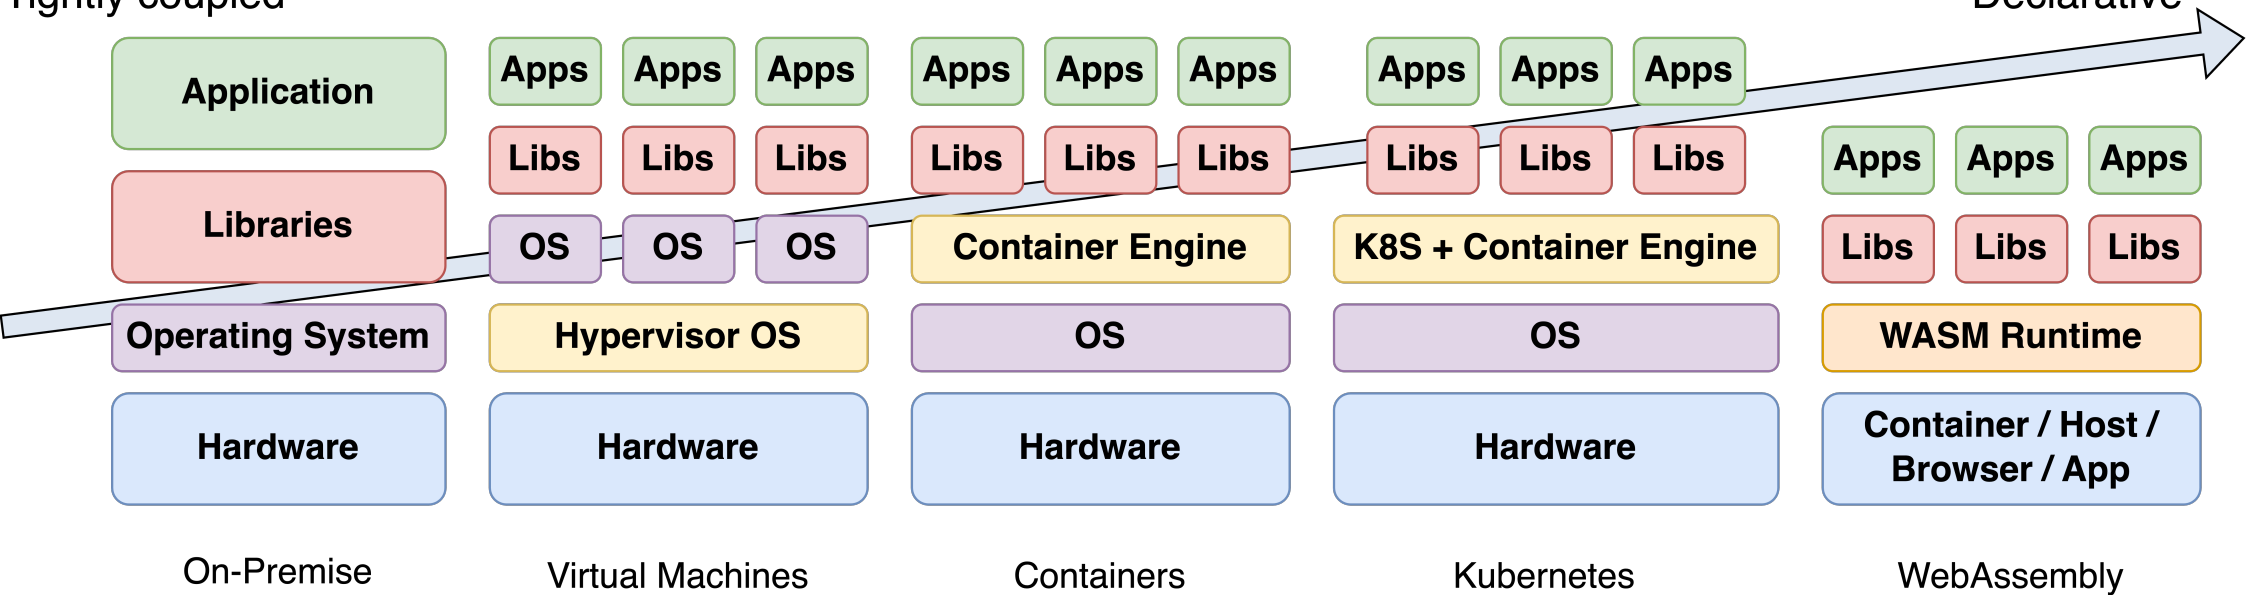 Tightly coupled
Declarative
Application
Libraries
Operating System
Hardware
On-Premise
Apps Apps Apps
Libs Libs Libs
OS OS OS
Hypervisor OS
Hardware
Virtual Machines
Apps Apps Apps
Libs Libs Libs
Container Engine
OS
Hardware
Containers
Apps Apps Apps
Libs Libs Libs
K8S + Container Engine
OS
Hardware
Kubernetes
Apps Apps Apps
Libs Libs Libs
WASM Runtime
Container / Host /
Browser / App
WebAssembly